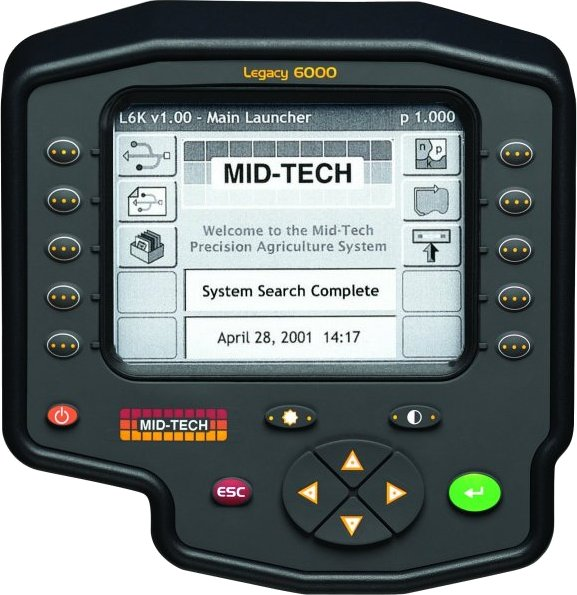 Legacy 6000
L6K v1.00 - Main Launcher p 1.000
n p
k
MID-TECH
Welcome to the Mid-Tech
Precision Agriculture System
System Search Complete
April 28, 2001 14:17
MID-TECH
ESC